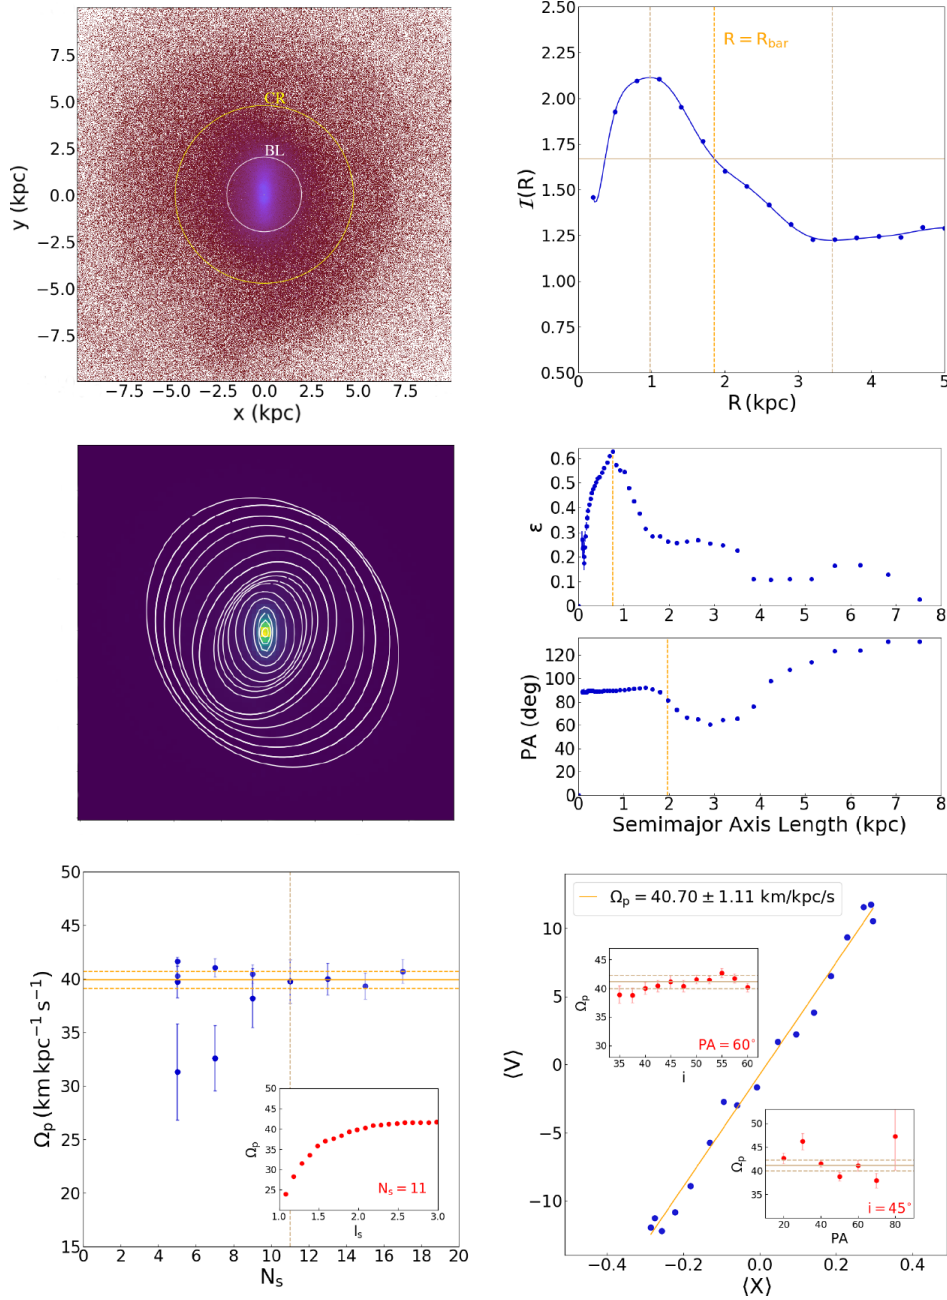 7.5
5.0
2.5
0.0
−2.5
−5.0
−7.5
y (kpc)
CR
BL
−7.5 −5.0 −2.5 0.0 2.5 5.0 7.5
x (kpc)
2.50
2.25
2.00
1.75
1.50
1.25
1.00
0.75
0.50
I(R)
R = R_bar
0 1 2 3 4 5
R (kpc)
0.6
0.4
0.3
0.2
0.1
0
ε
120
100
80
60
40
20
0
PA (deg)
0 1 2 3 4 5 6 7 8
0 1 2 3 4 5 6 7 8
Semimajor Axis Length (kpc)
50
45
40
35
30
25
20
15
Ω_p (km kpc⁻¹ s⁻¹)
0 2 4 6 8 10 12 14 16 18 20
N_s
50
45
40
35
30
25
Ω_p
N_s = 11
1.0 1.5 2.0 2.5 3.0
l_s
Ω_p = 40.70 ± 1.11 km/kpc/s
10
5
0
−5
−10
⟨V⟩
45
40
35
30
Ω_p
PA = 60°
35 40 45 50 55 60
i
50
45
40
35
Ω_p
i = 45°
20 40 60 80
PA
−0.4 −0.2 0.0 0.2 0.4
⟨X⟩